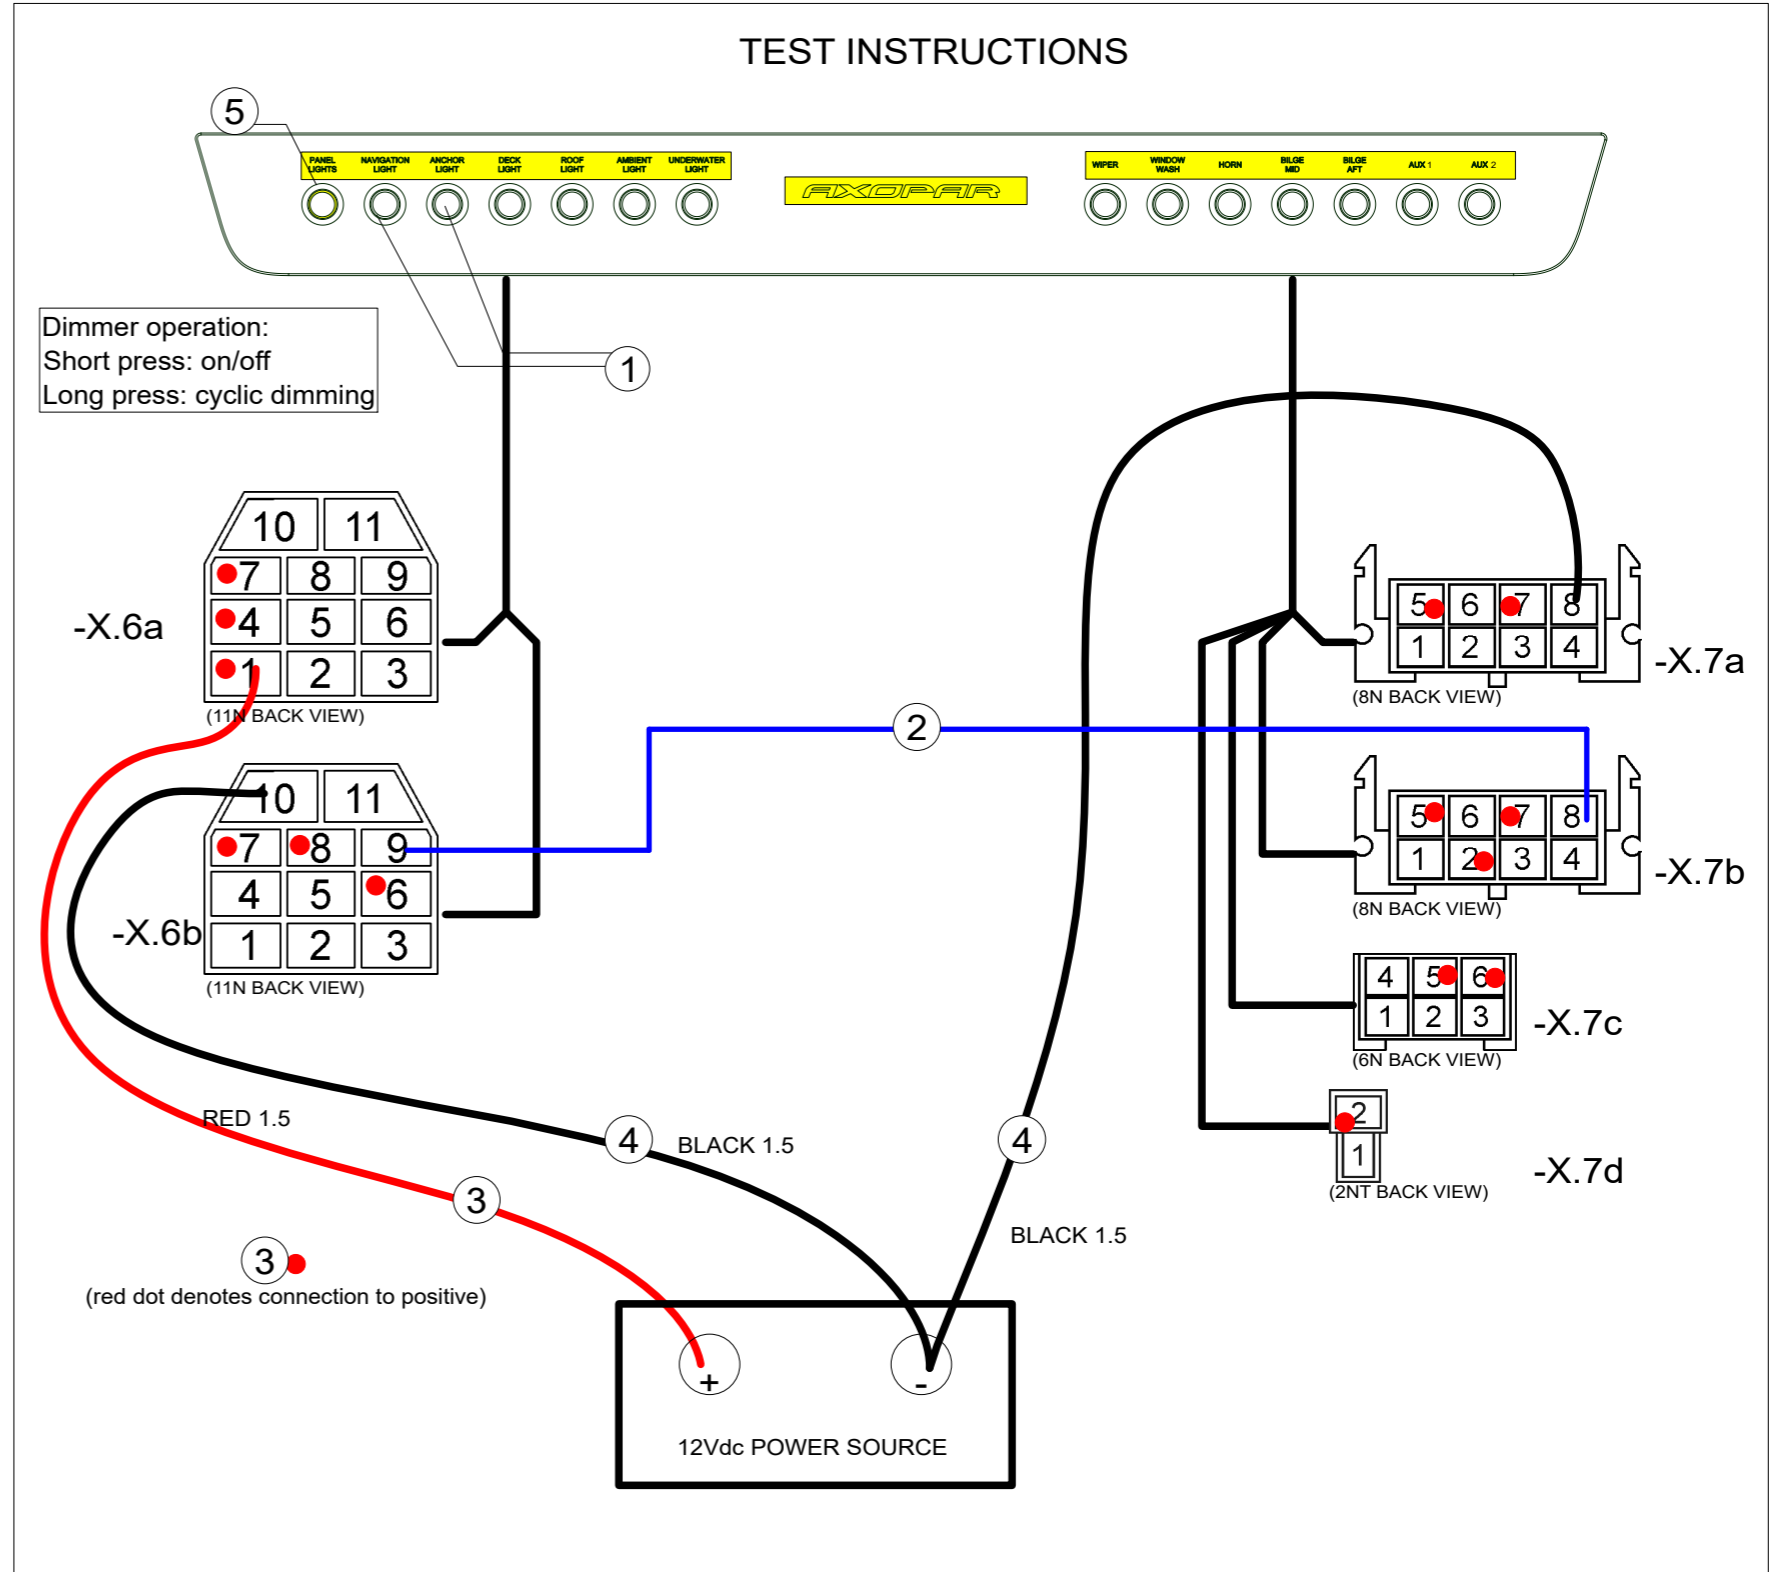 TEST INSTRUCTIONS
5
PANEL LIGHTS
NAVIGATION LIGHT
ANCHOR LIGHT
DECK LIGHT
ROOF LIGHT
AMBIENT LIGHT
UNDERWATER LIGHT
AXOPAR
WIPER
WINDOW WASH
HORN
BILGE MID
BILGE AFT
AUX 1
AUX 2
Dimmer operation:
Short press: on/off
Long press: cyclic dimming
1
10 11
7 8 9
4 5 6
1 2 3
-X.6a
(11N BACK VIEW)
5 6 7 8
1 2 3 4
-X.7a
(8N BACK VIEW)
2
10 11
7 8 9
4 5 6
1 2 3
-X.6b
(11N BACK VIEW)
5 6 7 8
1 2 3 4
-X.7b
(8N BACK VIEW)
4 5 6
1 2 3
-X.7c
(6N BACK VIEW)
2
1
-X.7d
(2NT BACK VIEW)
RED 1.5
4
BLACK 1.5
4
3
BLACK 1.5
3
(red dot denotes connection to positive)
+
-
12Vdc POWER SOURCE